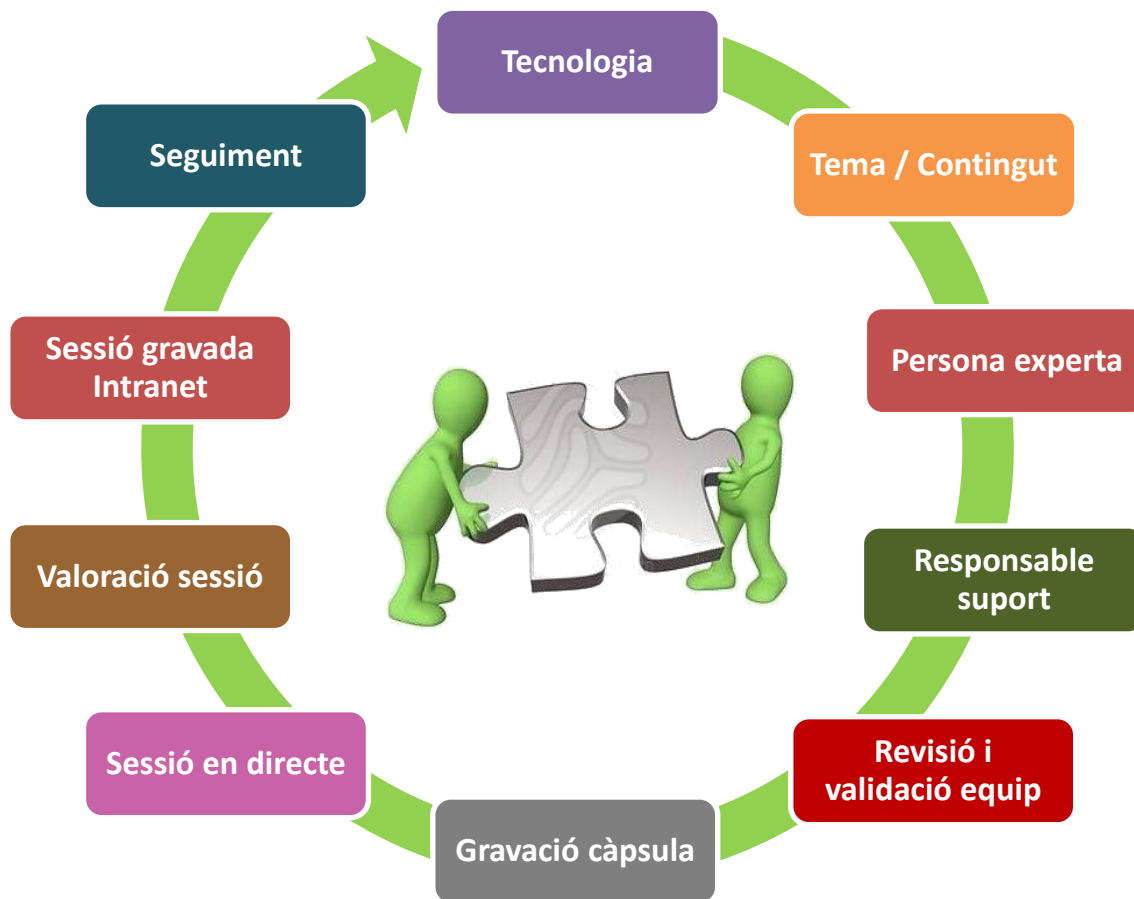 Tecnologia
Tema / Contingut
Persona experta
Responsable
suport
Revisió i
validació equip
Gravació càpsula
Sessió en directe
Valoració sessió
Sessió gravada
Intranet
Seguiment